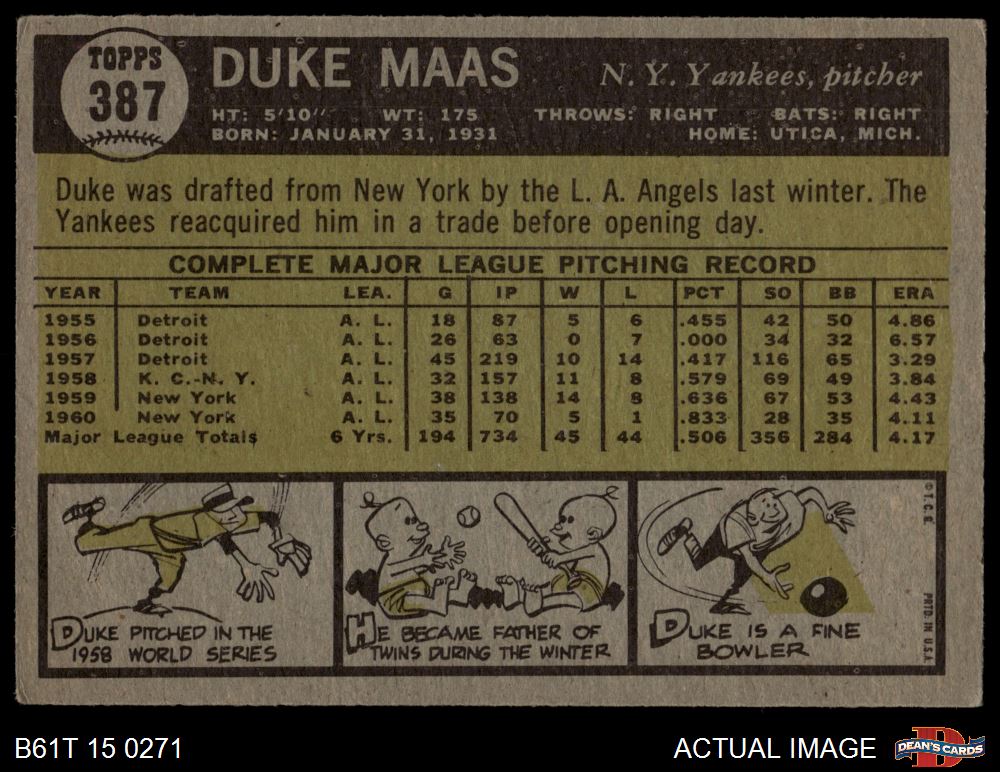 TOPPS
387
DUKE MAAS
N. Y. Yankees, pitcher
HT: 5'10" WT: 175 THROWS: RIGHT BATS: RIGHT
BORN: JANUARY 31, 1931 HOME: UTICA, MICH.
Duke was drafted from New York by the L. A. Angels last winter. The
Yankees reacquired him in a trade before opening day.
COMPLETE MAJOR LEAGUE PITCHING RECORD
YEAR TEAM LEA. G IP W L PCT SO BB ERA
1955 Detroit A. L. 18 87 5 6 .455 42 50 4.86
1956 Detroit A. L. 26 63 0 7 .000 34 32 6.57
1957 Detroit A. L. 45 219 10 14 .417 116 65 3.29
1958 K. C.-N. Y. A. L. 32 157 11 8 .579 69 49 3.84
1959 New York A. L. 38 138 14 8 .636 67 53 4.43
1960 New York A. L. 35 70 5 1 .833 28 35 4.11
Major League Totals 6 Yrs. 194 734 45 44 .506 356 284 4.17
DUKE PITCHED IN THE
1958 WORLD SERIES
HE BECAME FATHER OF
TWINS DURING THE WINTER
DUKE IS A FINE
BOWLER
© T. C. G.
PRTD. IN U.S.A.
B61T 15 0271
ACTUAL IMAGE
DEAN'S CARDS